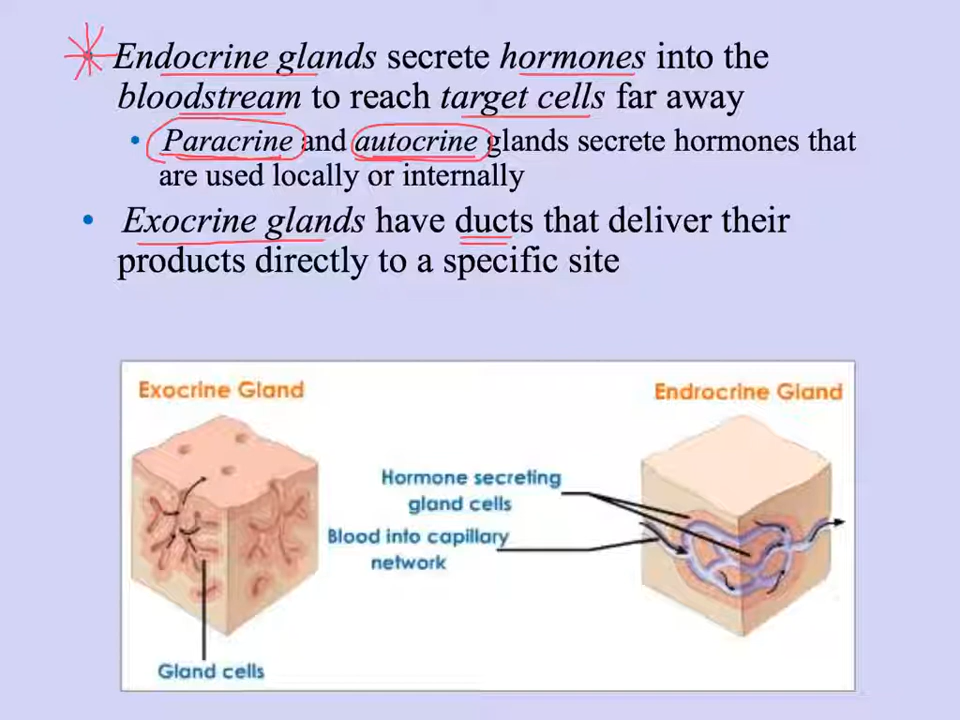 Endocrine glands secrete hormones into the
bloodstream to reach target cells far away
• Paracrine and autocrine glands secrete hormones that
are used locally or internally
• Exocrine glands have ducts that deliver their
products directly to a specific site
Exocrine Gland
Endrocrine Gland
Hormone secreting
gland cells
Blood into capillary
network
Gland cells